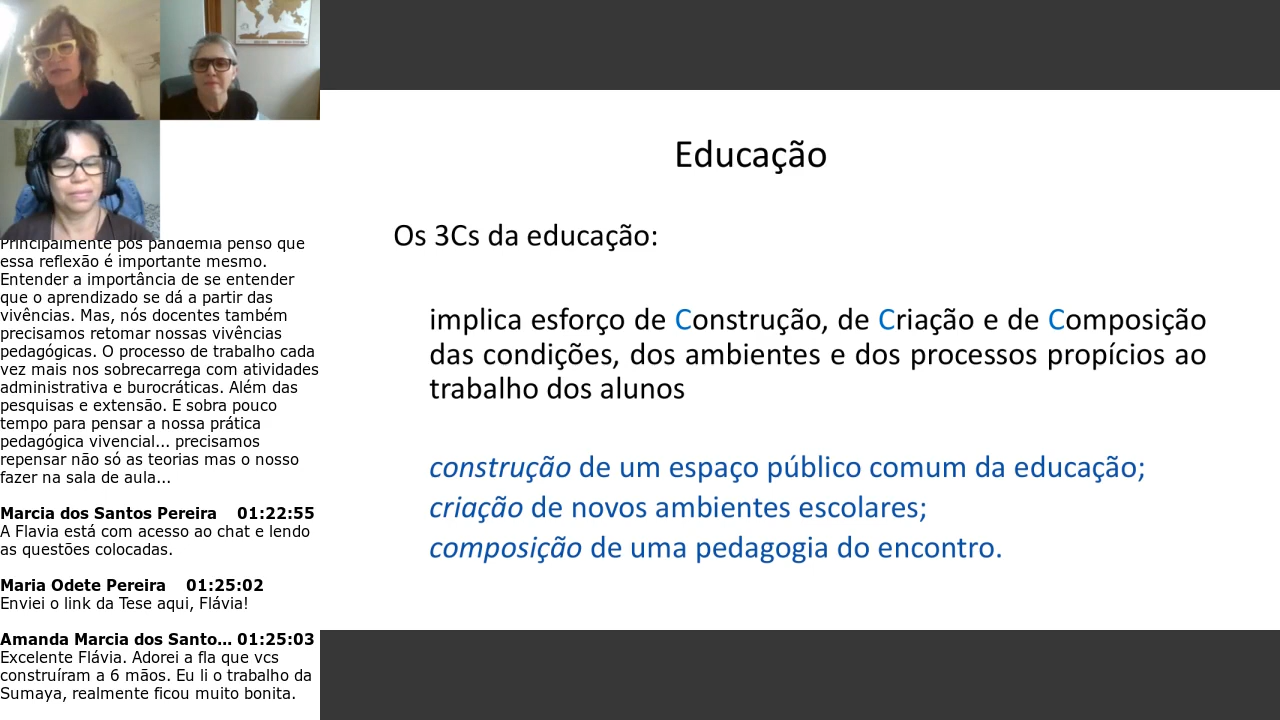 Principalmente pós pandemia penso que
essa reflexão é importante mesmo.
Entender a importância de se entender
que o aprendizado se dá a partir das
vivências. Mas, nós docentes também
precisamos retomar nossas vivências
pedagógicas. O processo de trabalho cada
vez mais nos sobrecarrega com atividades
administrativa e burocráticas. Além das
pesquisas e extensão. E sobra pouco
tempo para pensar a nossa prática
pedagógica vivencial... precisamos
repensar não só as teorias mas o nosso
fazer na sala de aula...
Marcia dos Santos Pereira 01:22:55
A Flavia está com acesso ao chat e lendo
as questões colocadas.
Maria Odete Pereira 01:25:02
Enviei o link da Tese aqui, Flávia!
Amanda Marcia dos Santo... 01:25:03
Excelente Flávia. Adorei a fla que vcs
construíram a 6 mãos. Eu li o trabalho da
Sumaya, realmente ficou muito bonita.
Educação
Os 3Cs da educação:
implica esforço de Construção, de Criação e de Composição
das condições, dos ambientes e dos processos propícios ao
trabalho dos alunos
construção de um espaço público comum da educação;
criação de novos ambientes escolares;
composição de uma pedagogia do encontro.